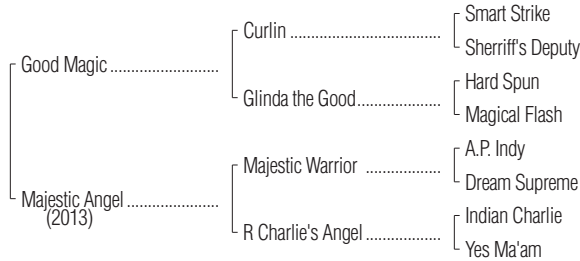 Smart Strike
Curlin
Sherriff's Deputy
Good Magic
Hard Spun
Glinda the Good
Magical Flash
A.P. Indy
Majestic Warrior
Dream Supreme
Majestic Angel
(2013)
Indian Charlie
R Charlie's Angel
Yes Ma'am